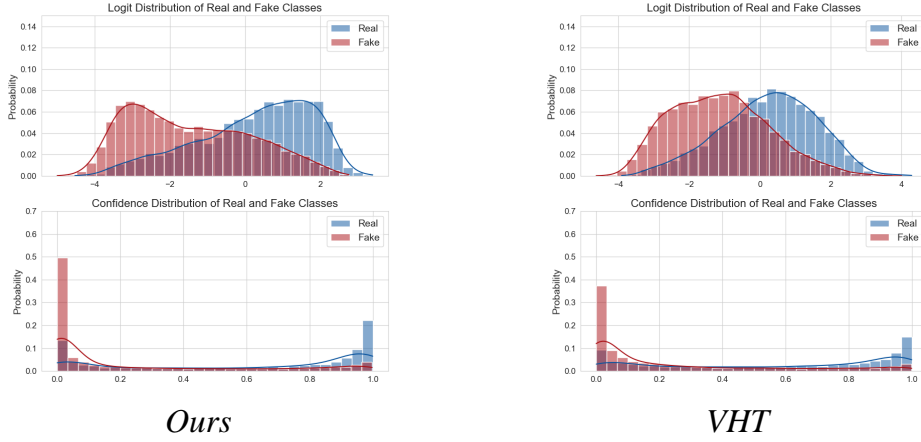 Logit Distribution of Real and Fake Classes
Probability
0.14
0.12
0.10
0.08
0.06
0.04
0.02
0.00
−4
−2
0
2
Real
Fake
Confidence Distribution of Real and Fake Classes
Probability
0.7
0.6
0.5
0.4
0.3
0.2
0.1
0.0
0.0
0.2
0.4
0.6
0.8
1.0
Real
Fake
Ours
Logit Distribution of Real and Fake Classes
Probability
0.14
0.12
0.10
0.08
0.06
0.04
0.02
0.00
−4
−2
0
2
4
Real
Fake
Confidence Distribution of Real and Fake Classes
Probability
0.7
0.6
0.5
0.4
0.3
0.2
0.1
0.0
0.0
0.2
0.4
0.6
0.8
1.0
Real
Fake
VHT